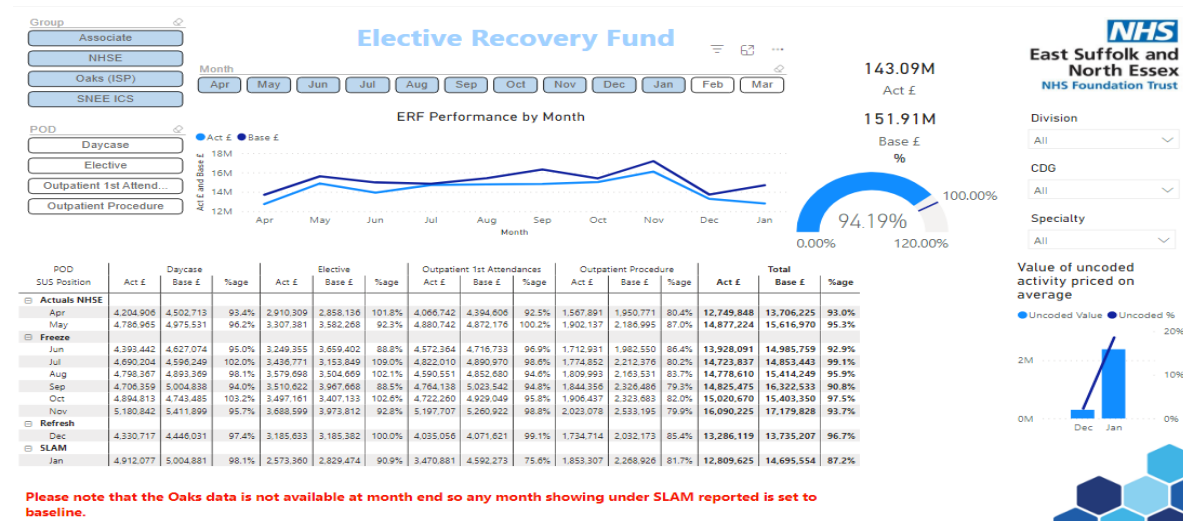 Group
Associate
NHSE
Oaks (ISP)
SNEE ICS
POD
Daycase
Elective
Outpatient 1st Attend...
Outpatient Procedure
Elective Recovery Fund
Month
Apr May Jun Jul Aug Sep Oct Nov Dec Jan Feb Mar
ERF Performance by Month
Act £ Base £
Act £ and Base £
18M
16M
14M
12M
Apr May Jun Jul Aug Sep Oct Nov Dec Jan
Month
143.09M
Act £
151.91M
Base £
%
100.00%
94.19%
0.00% 120.00%
NHS
East Suffolk and
North Essex
NHS Foundation Trust
Division
All
CDG
All
Specialty
All
Value of uncoded
activity priced on
average
Uncoded Value Uncoded %
20%
2M
10%
0M 0%
Dec Jan
POD Daycase Elective Outpatient 1st Attendances Outpatient Procedure Total
SUS Position Act £ Base £ %age Act £ Base £ %age Act £ Base £ %age Act £ Base £ %age Act £ Base £ %age
Actuals NHSE
Apr 4,204,906 4,502,713 93.4% 2,910,309 2,858,136 101.8% 4,066,742 4,394,606 92.5% 1,567,891 1,950,771 80.4% 12,749,848 13,706,225 93.0%
May 4,786,965 4,975,531 96.2% 3,307,381 3,582,268 92.3% 4,880,742 4,872,176 100.2% 1,902,137 2,186,995 87.0% 14,877,224 15,616,970 95.3%
Freeze
Jun 4,393,442 4,627,074 95.0% 3,249,355 3,659,402 88.8% 4,572,364 4,716,733 96.9% 1,712,931 1,982,550 86.4% 13,928,091 14,985,759 92.9%
Jul 4,690,204 4,596,249 102.0% 3,436,771 3,153,849 109.0% 4,822,010 4,890,970 98.6% 1,774,852 2,212,376 80.2% 14,723,837 14,853,443 99.1%
Aug 4,798,367 4,893,369 98.1% 3,579,698 3,504,669 102.1% 4,590,551 4,852,680 94.6% 1,809,993 2,163,531 83.7% 14,778,610 15,414,249 95.9%
Sep 4,706,359 5,004,838 94.0% 3,510,622 3,967,668 88.5% 4,764,138 5,023,542 94.8% 1,844,356 2,326,486 79.3% 14,825,475 16,322,533 90.8%
Oct 4,894,813 4,743,485 103.2% 3,497,161 3,407,133 102.6% 4,722,260 4,929,049 95.8% 1,906,437 2,323,683 82.0% 15,020,670 15,403,350 97.5%
Nov 5,180,842 5,411,899 95.7% 3,688,599 3,973,812 92.8% 5,197,707 5,260,922 98.8% 2,023,078 2,533,195 79.9% 16,090,225 17,179,828 93.7%
Refresh
Dec 4,330,717 4,446,031 97.4% 3,185,633 3,185,382 100.0% 4,035,056 4,071,621 99.1% 1,734,714 2,032,173 85.4% 13,286,119 13,735,207 96.7%
SLAM
Jan 4,912,077 5,004,881 98.1% 2,573,360 2,829,474 90.9% 3,470,881 4,592,273 75.6% 1,853,307 2,268,926 81.7% 12,809,625 14,695,554 87.2%
Please note that the Oaks data is not available at month end so any month showing under SLAM reported is set to
baseline.